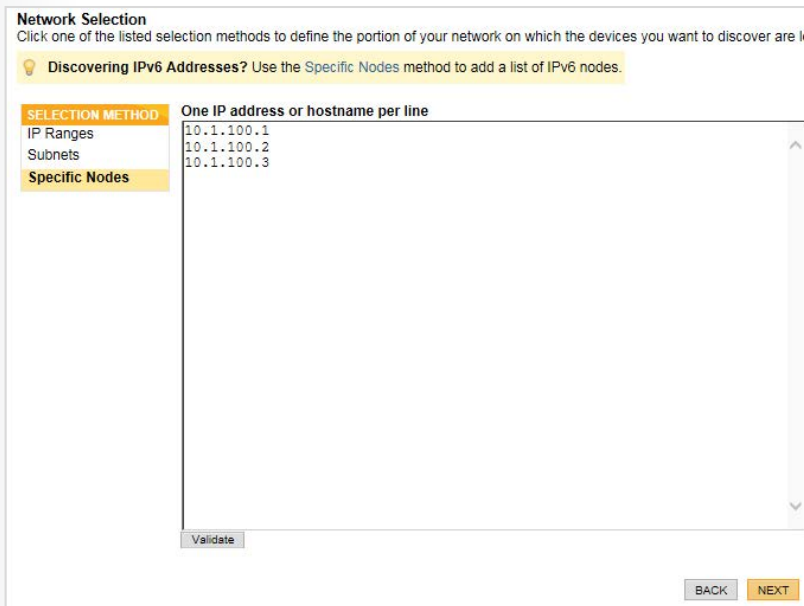 Network Selection
Click one of the listed selection methods to define the portion of your network on which the devices you want to discover are
Discovering IPv6 Addresses? Use the Specific Nodes method to add a list of IPv6 nodes.
SELECTION METHOD
IP Ranges
Subnets
Specific Nodes
One IP address or hostname per line
10.1.100.1
10.1.100.2
10.1.100.3
Validate
BACK
NEXT